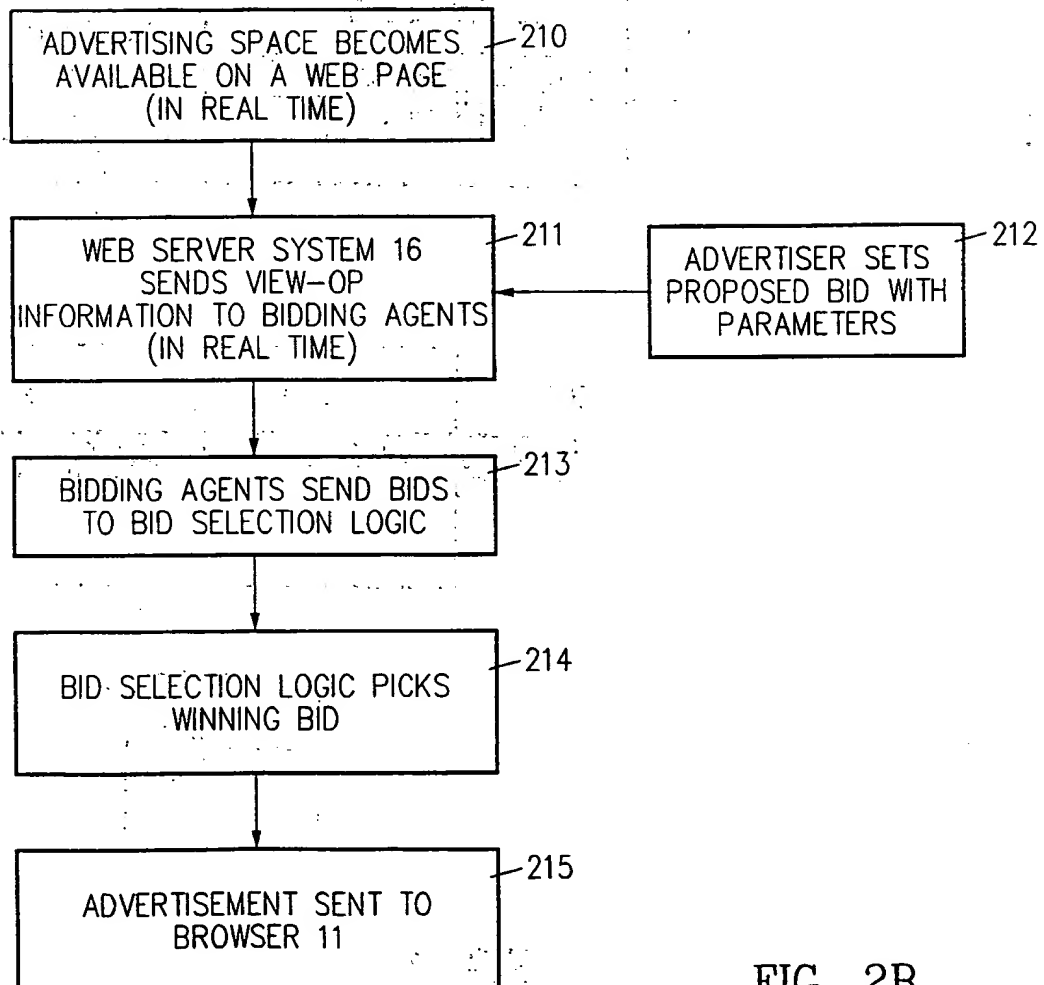 ADVERTISING SPACE BECOMES
AVAILABLE ON A WEB PAGE
(IN REAL TIME)
210
WEB SERVER SYSTEM 16
SENDS VIEW-OP
INFORMATION TO BIDDING AGENTS
(IN REAL TIME)
211
ADVERTISER SETS
PROPOSED BID WITH
PARAMETERS
212
BIDDING AGENTS SEND BIDS
TO BID SELECTION LOGIC
213
BID SELECTION LOGIC PICKS
WINNING BID
214
ADVERTISEMENT SENT TO
BROWSER 11
215
FIG. 2B